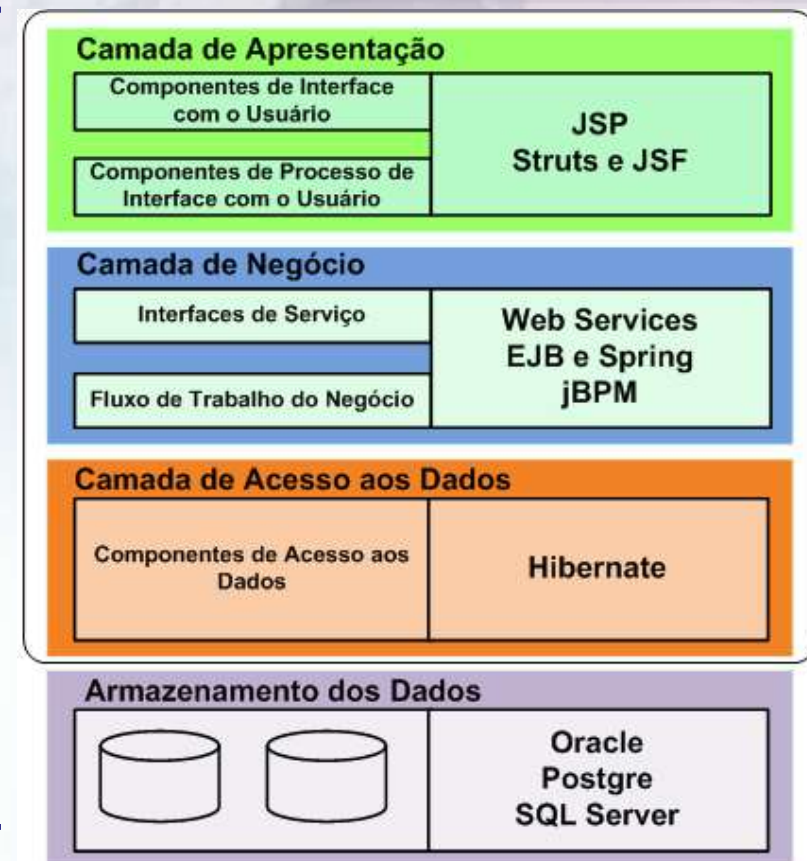 Camada de Apresentação
Componentes de Interface
com o Usuário
Componentes de Processo de
Interface com o Usuário
JSP
Struts e JSF
Camada de Negócio
Interfaces de Serviço
Fluxo de Trabalho do Negócio
Web Services
EJB e Spring
jBPM
Camada de Acesso aos Dados
Componentes de Acesso aos
Dados
Hibernate
Armazenamento dos Dados
Oracle
Postgre
SQL Server